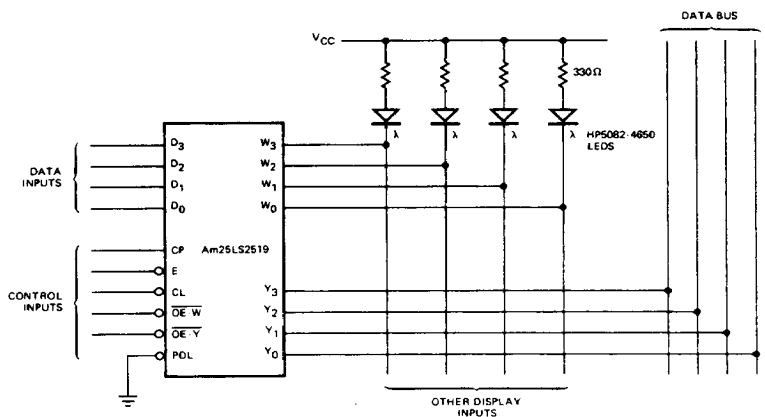 DATA BUS
VCC
330Ω
λ
λ
λ
λ
HP5082-4650
LEDS
DATA
INPUTS
D3
D2
D1
D0
W3
W2
W1
W0
CONTROL
INPUTS
CP
E
CL
OE-W
OE-Y
POL
Am25LS2519
Y3
Y2
Y1
Y0
OTHER DISPLAY
INPUTS